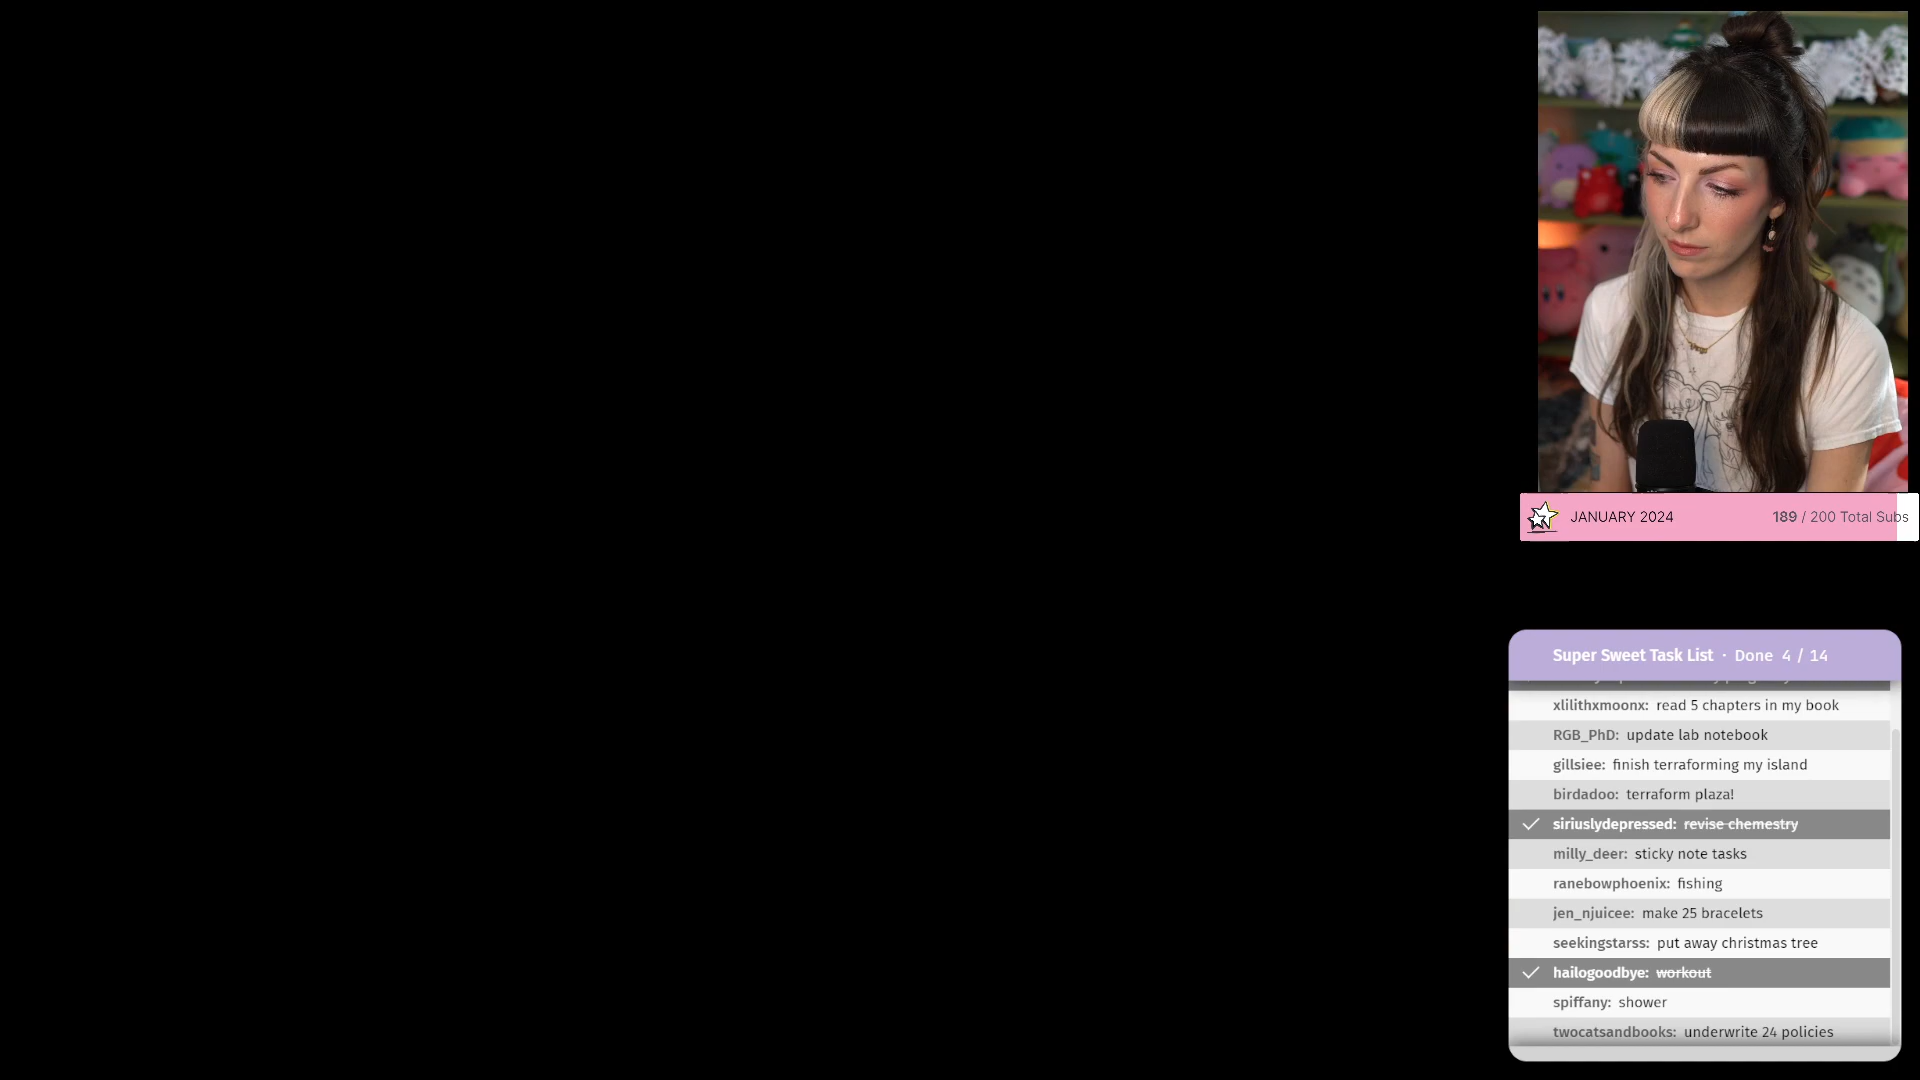 JANUARY 2024 189 / 200 Total Subs
Super Sweet Task List · Done 4 / 14
xlilithxmoonx: read 5 chapters in my book
RGB_PhD: update lab notebook
gillsiee: finish terraforming my island
birdadoo: terraform plaza!
siriuslydepressed: revise chemestry
milly_deer: sticky note tasks
ranebowphoenix: fishing
jen_njuicee: make 25 bracelets
seekingstarss: put away christmas tree
hailogoodbye: workout
spiffany: shower
twocatsandbooks: underwrite 24 policies